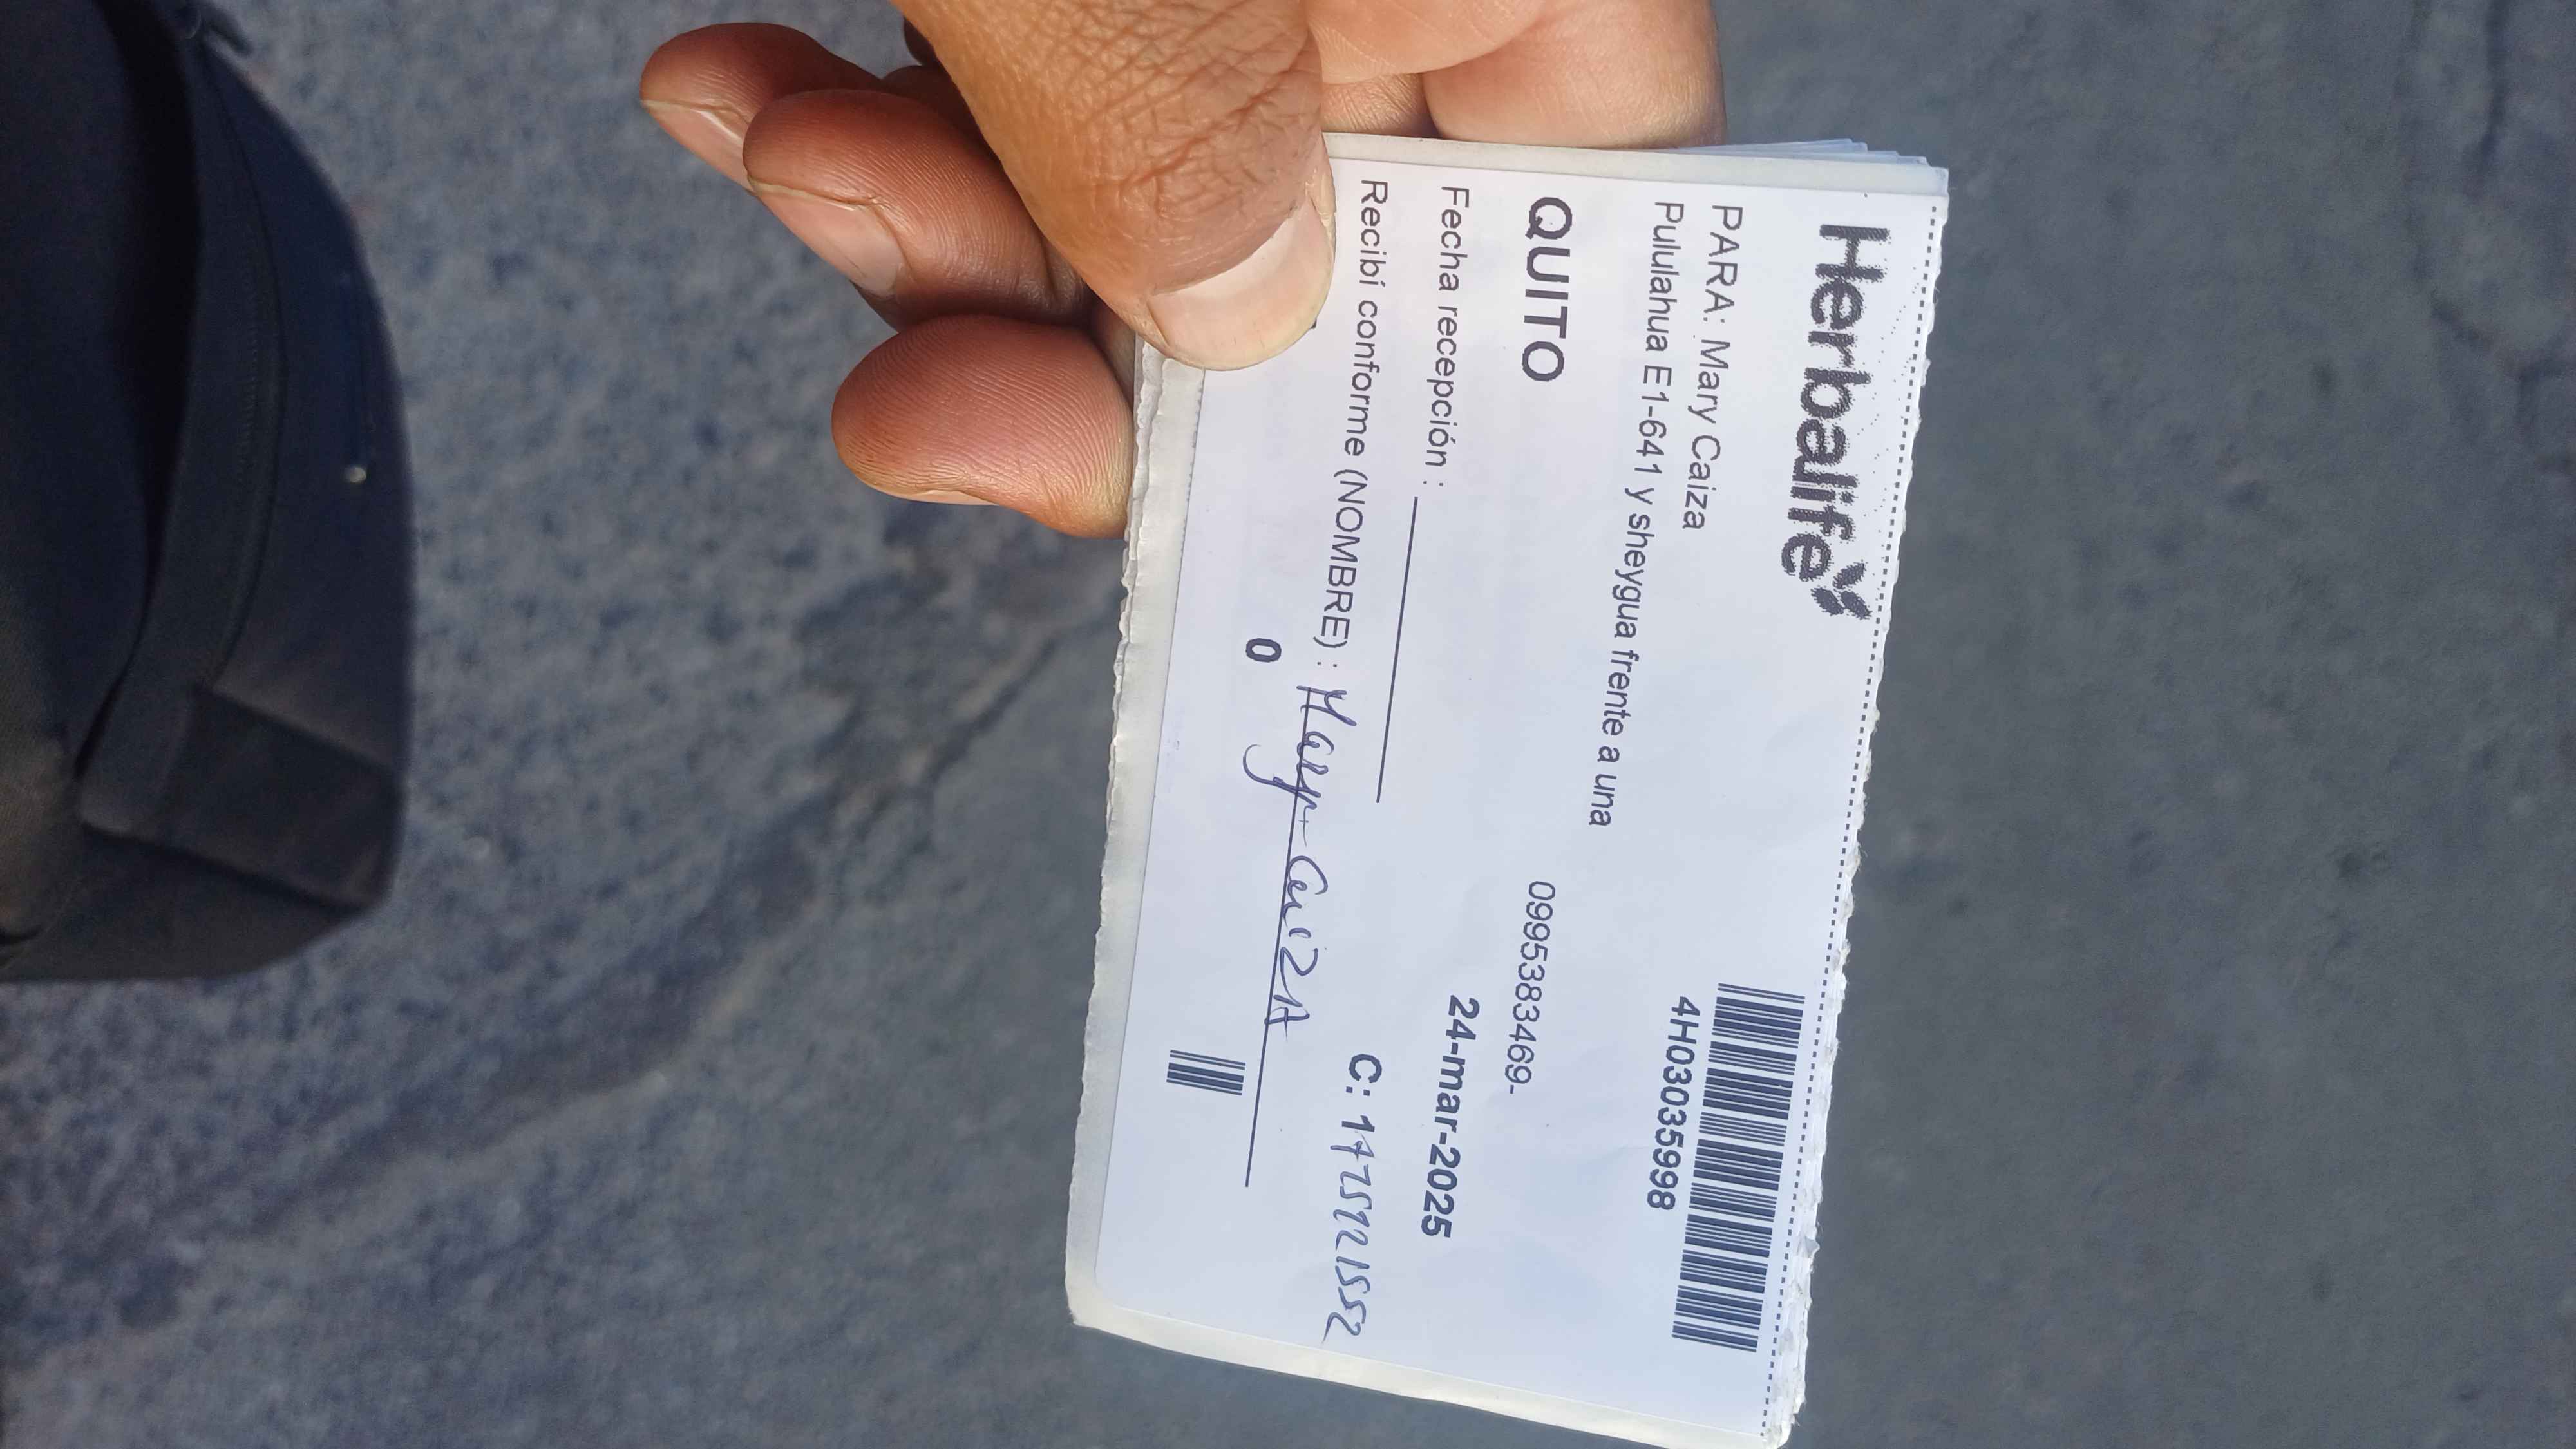 Herbalife
4H03035998
PARA: Mary Caiza
Pululahua E1-641 y sheygua frente a una
QUITO
0995383469-
Fecha recepción :
24-mar-2025
Recibí conforme (NOMBRE) : Mary Caiza
C: 1
0